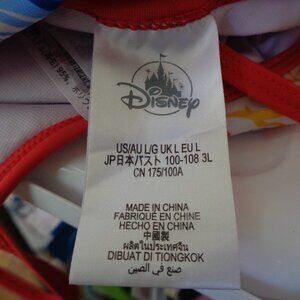 Disney
US/AU L/G UK L EU L
JP日本バスト 100-108 3L
CN 175/100A
MADE IN CHINA
FABRIQUÉ EN CHINE
HECHO EN CHINA
中國製
ผลิตในประเทศจีน
DIBUAT DI TIONGKOK
صنع في الصين
95%